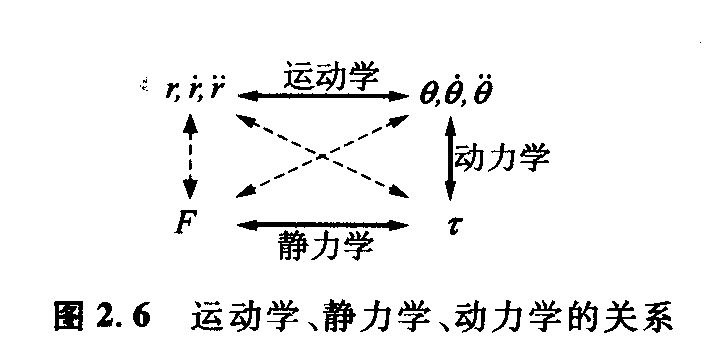 运动学
r, ṙ, r̈ θ, θ̇, θ̈
动力学
F τ
静力学
图2.6 运动学、静力学、动力学的关系